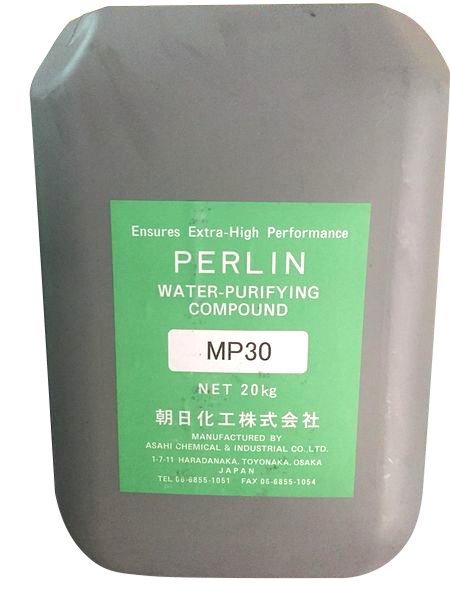 Ensures Extra-High Performance
PERLIN
WATER-PURIFYING
COMPOUND
MP30
NET 20kg
朝日化工株式会社
MANUFACTURED BY
ASAHI CHEMICAL & INDUSTRIAL CO., LTD.
1-7-11 HARADANAKA, TOYONAKA, OSAKA
JAPAN
TEL 06-6855-1051 FAX 06-6855-1054